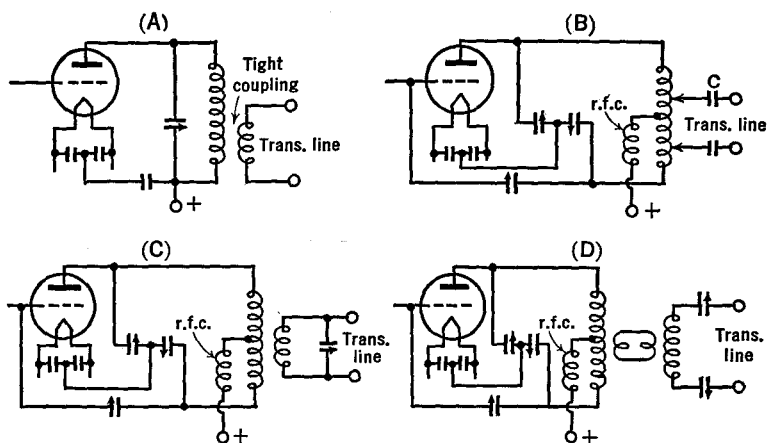 (A)
Tight
coupling
Trans. line
+
(B)
r.f.c.
C
Trans. line
+
(C)
r.f.c.
Trans.
line
+
(D)
r.f.c.
Trans.
line
+